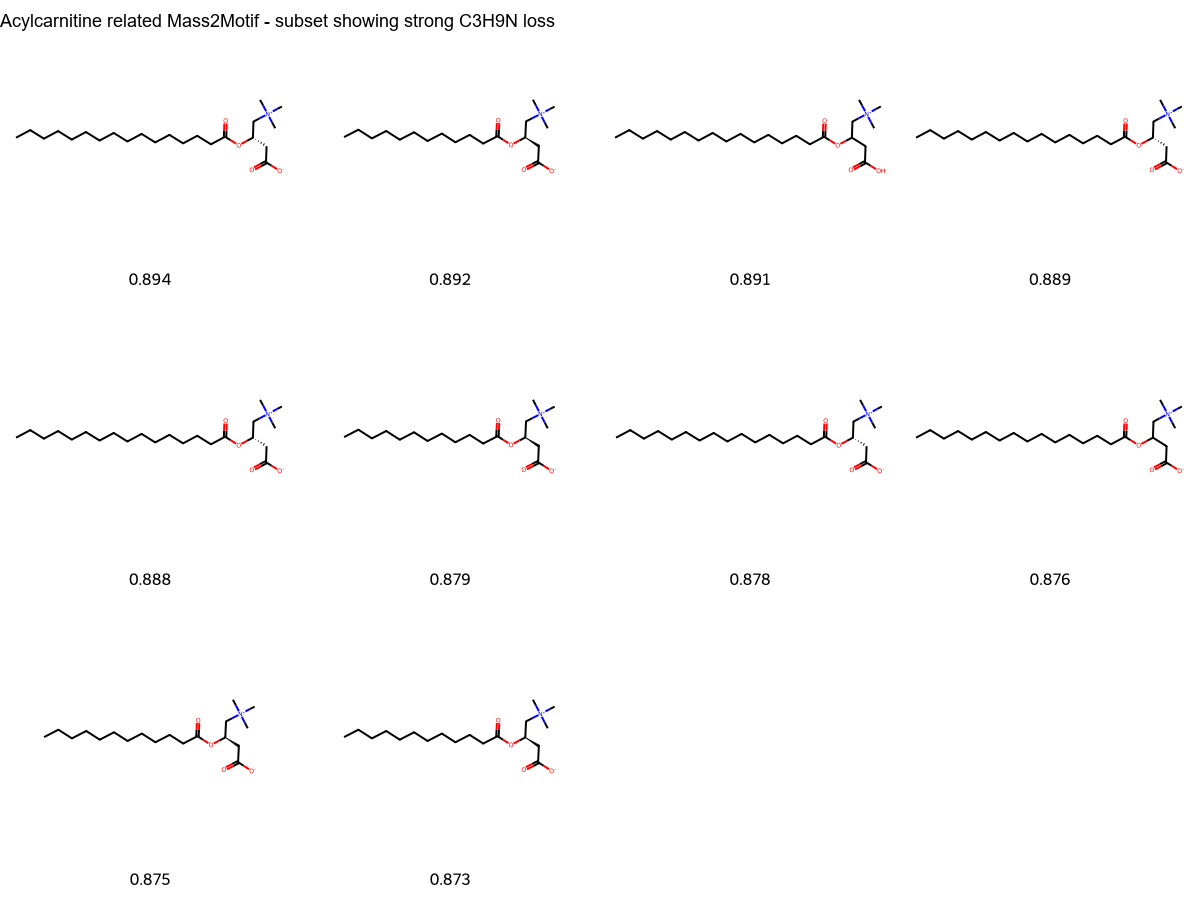 Acylcarnitine related Mass2Motif - subset showing strong C3H9N loss
O O N+ O O-
O O N+ O O-
O O N+ O OH
O O N+ O O-
0.894 0.892 0.891 0.889
O O N+ O O-
O O N+ O O-
O O N+ O O-
O O N+ O O-
0.888 0.879 0.878 0.876
O O N+ O O-
O O N+ O O-
0.875 0.873